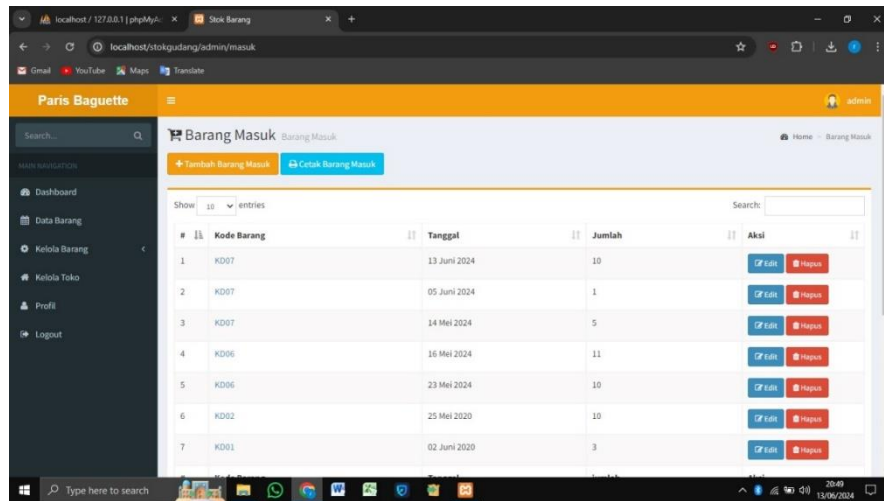 localhost / 127.0.0.1 | phpMyAd
Stok Barang
localhost/stokgudang/admin/masuk
Gmail YouTube Maps Translate
Paris Baguette
admin
Search...
MAIN NAVIGATION
Dashboard
Data Barang
Kelola Barang
Kelola Toko
Profil
Logout
Barang Masuk Barang Masuk
Home Barang Masuk
Tambah Barang Masuk Cetak Barang Masuk
Show 10 entries Search:
# Kode Barang Tanggal Jumlah Aksi
1 KD07 13 Juni 2024 10 Edit Hapus
2 KD07 05 Juni 2024 1 Edit Hapus
3 KD07 14 Mei 2024 5 Edit Hapus
4 KD06 16 Mei 2024 11 Edit Hapus
5 KD06 23 Mei 2024 10 Edit Hapus
6 KD02 25 Mei 2020 10 Edit Hapus
7 KD01 02 Juni 2020 3 Edit Hapus
Type here to search
20:49
13/06/2024